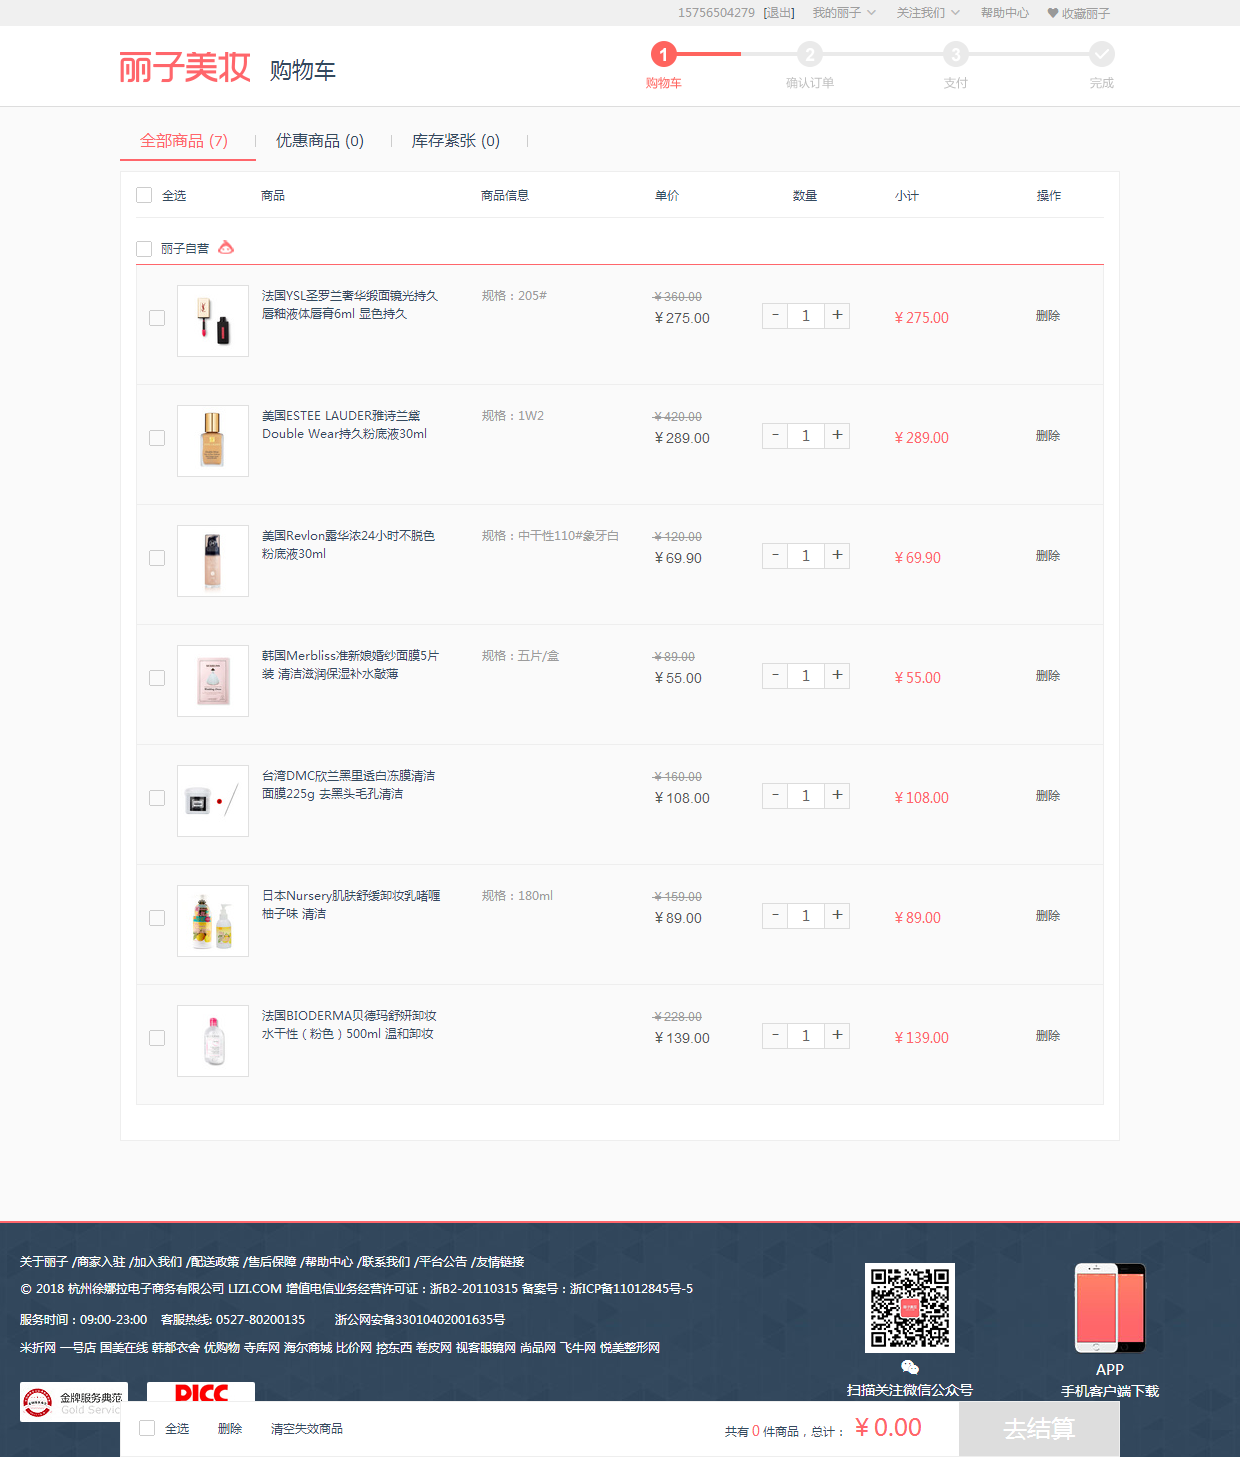 15756504279 [退出] 我的丽子 关注我们 帮助中心 收藏丽子
丽子美妆 购物车
1 2 3
购物车 确认订单 支付 完成
全部商品 (7) 优惠商品 (0) 库存紧张 (0)
全选 商品 商品信息 单价 数量 小计 操作
丽子自营
法国YSL圣罗兰奢华缎面镜光持久 规格：205# ¥360.00
唇釉液体唇膏6ml 显色持久 ¥275.00 - 1 + ¥275.00 删除
美国ESTEE LAUDER雅诗兰黛 规格：1W2 ¥420.00
Double Wear持久粉底液30ml ¥289.00 - 1 + ¥289.00 删除
美国Revlon露华浓24小时不脱色 规格：中干性110#象牙白 ¥120.00
粉底液30ml ¥69.90 - 1 + ¥69.90 删除
韩国Merbliss准新娘婚纱面膜5片 规格：五片/盒 ¥89.00
装 清洁滋润保湿补水敲薄 ¥55.00 - 1 + ¥55.00 删除
台湾DMC欣兰黑里透白冻膜清洁 ¥160.00
面膜225g 去黑头毛孔清洁 ¥108.00 - 1 + ¥108.00 删除
日本Nursery肌肤舒缓卸妆乳啫喱 规格：180ml ¥159.00
柚子味 清洁 ¥89.00 - 1 + ¥89.00 删除
法国BIODERMA贝德玛舒妍卸妆 ¥228.00
水干性（粉色）500ml 温和卸妆 ¥139.00 - 1 + ¥139.00 删除
关于丽子 /商家入驻 /加入我们 /配送政策 /售后保障 /帮助中心 /联系我们 /平台公告 /友情链接
© 2018 杭州徐娜拉电子商务有限公司 LIZI.COM 增值电信业务经营许可证：浙B2-20110315 备案号：浙ICP备11012845号-5
服务时间：09:00-23:00 客服热线: 0527-80200135 浙公网安备33010402001635号
米折网 一号店 国美在线 韩都衣舍 优购物 寺库网 海尔商城 比价网 挖东西 卷皮网 视客眼镜网 尚品网 飞牛网 悦美整形网
扫描关注微信公众号
APP
手机客户端下载
金牌服务典范
Gold Servic
PICC
全选 删除 清空失效商品 共有 0 件商品，总计： ¥0.00 去结算